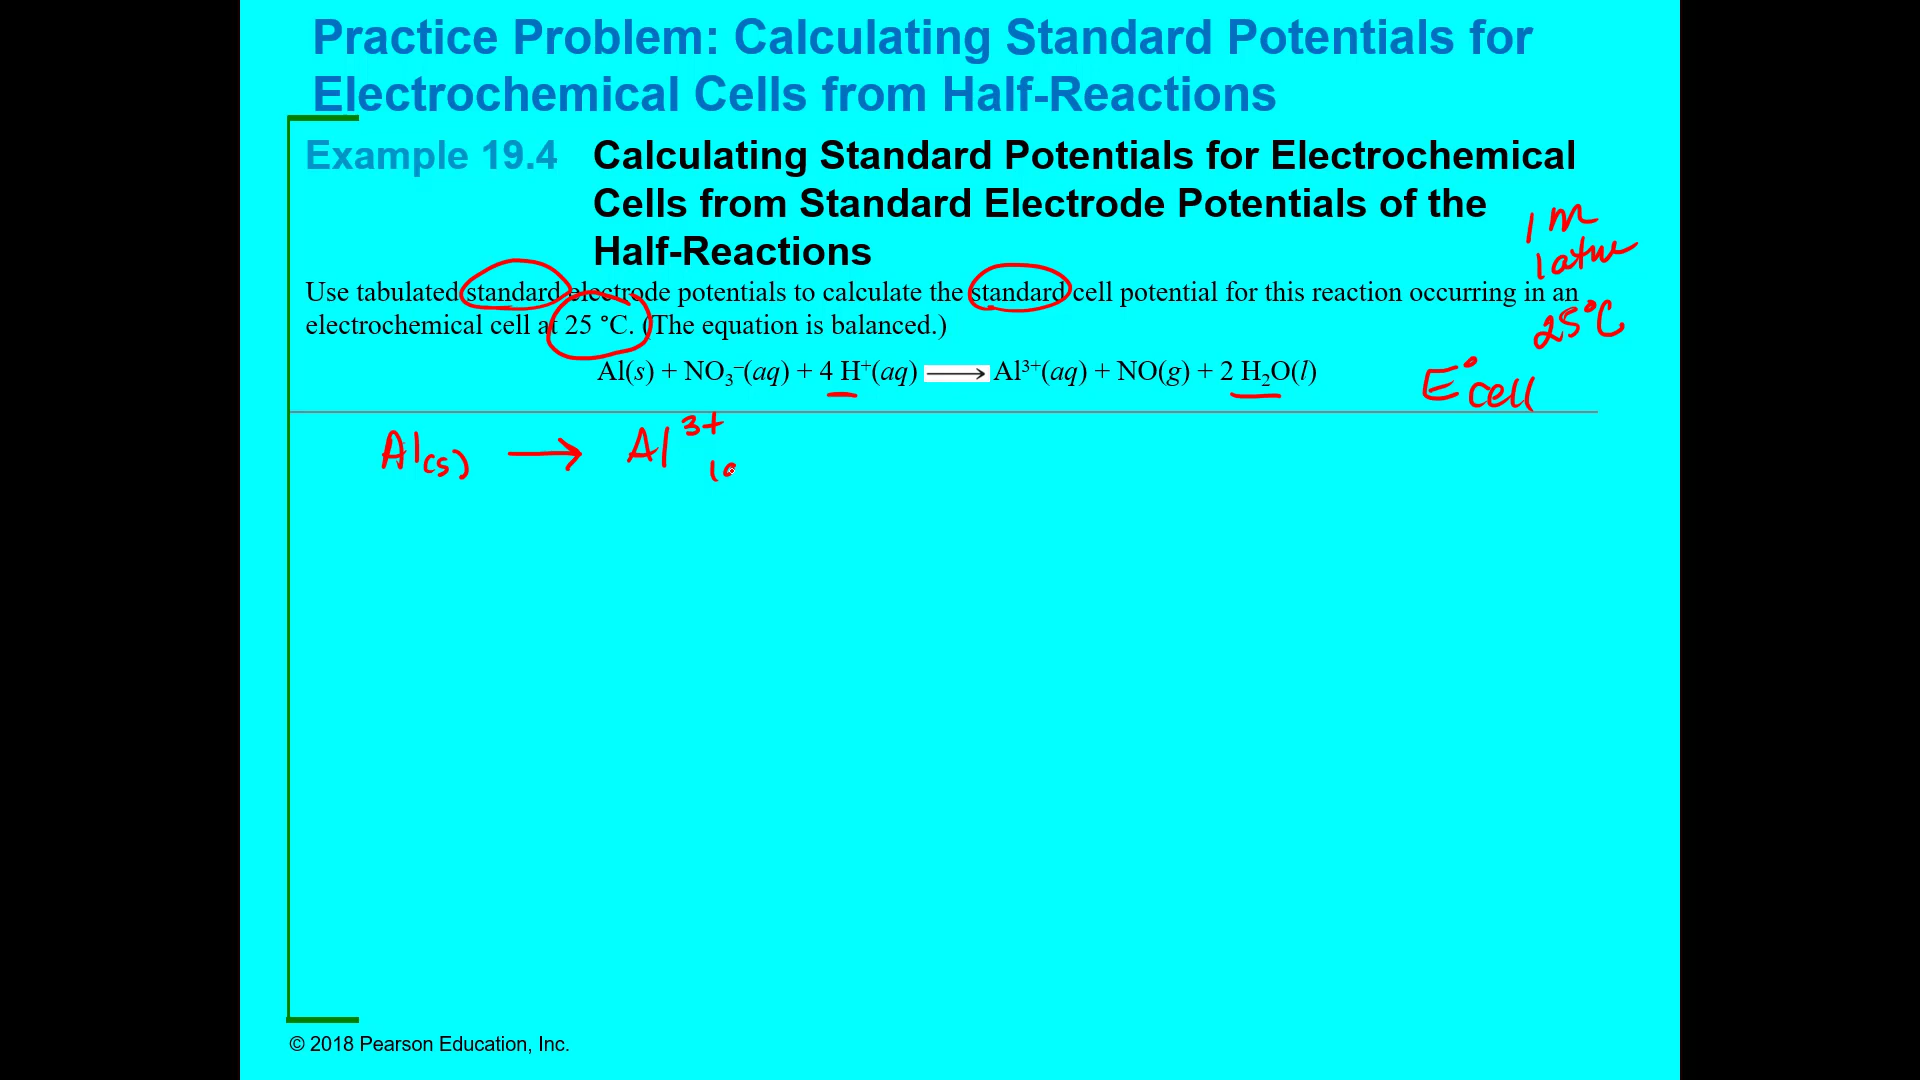 Practice Problem: Calculating Standard Potentials for
Electrochemical Cells from Half-Reactions
Example 19.4 Calculating Standard Potentials for Electrochemical
Cells from Standard Electrode Potentials of the
Half-Reactions
1 M
1 atm
Use tabulated standard electrode potentials to calculate the standard cell potential for this reaction occurring in an
electrochemical cell at 25 °C. (The equation is balanced.)
25°C
Al(s) + NO₃⁻(aq) + 4 H⁺(aq) ⟶ Al³⁺(aq) + NO(g) + 2 H₂O(l)
E°cell
Al(s) → Al³⁺
© 2018 Pearson Education, Inc.